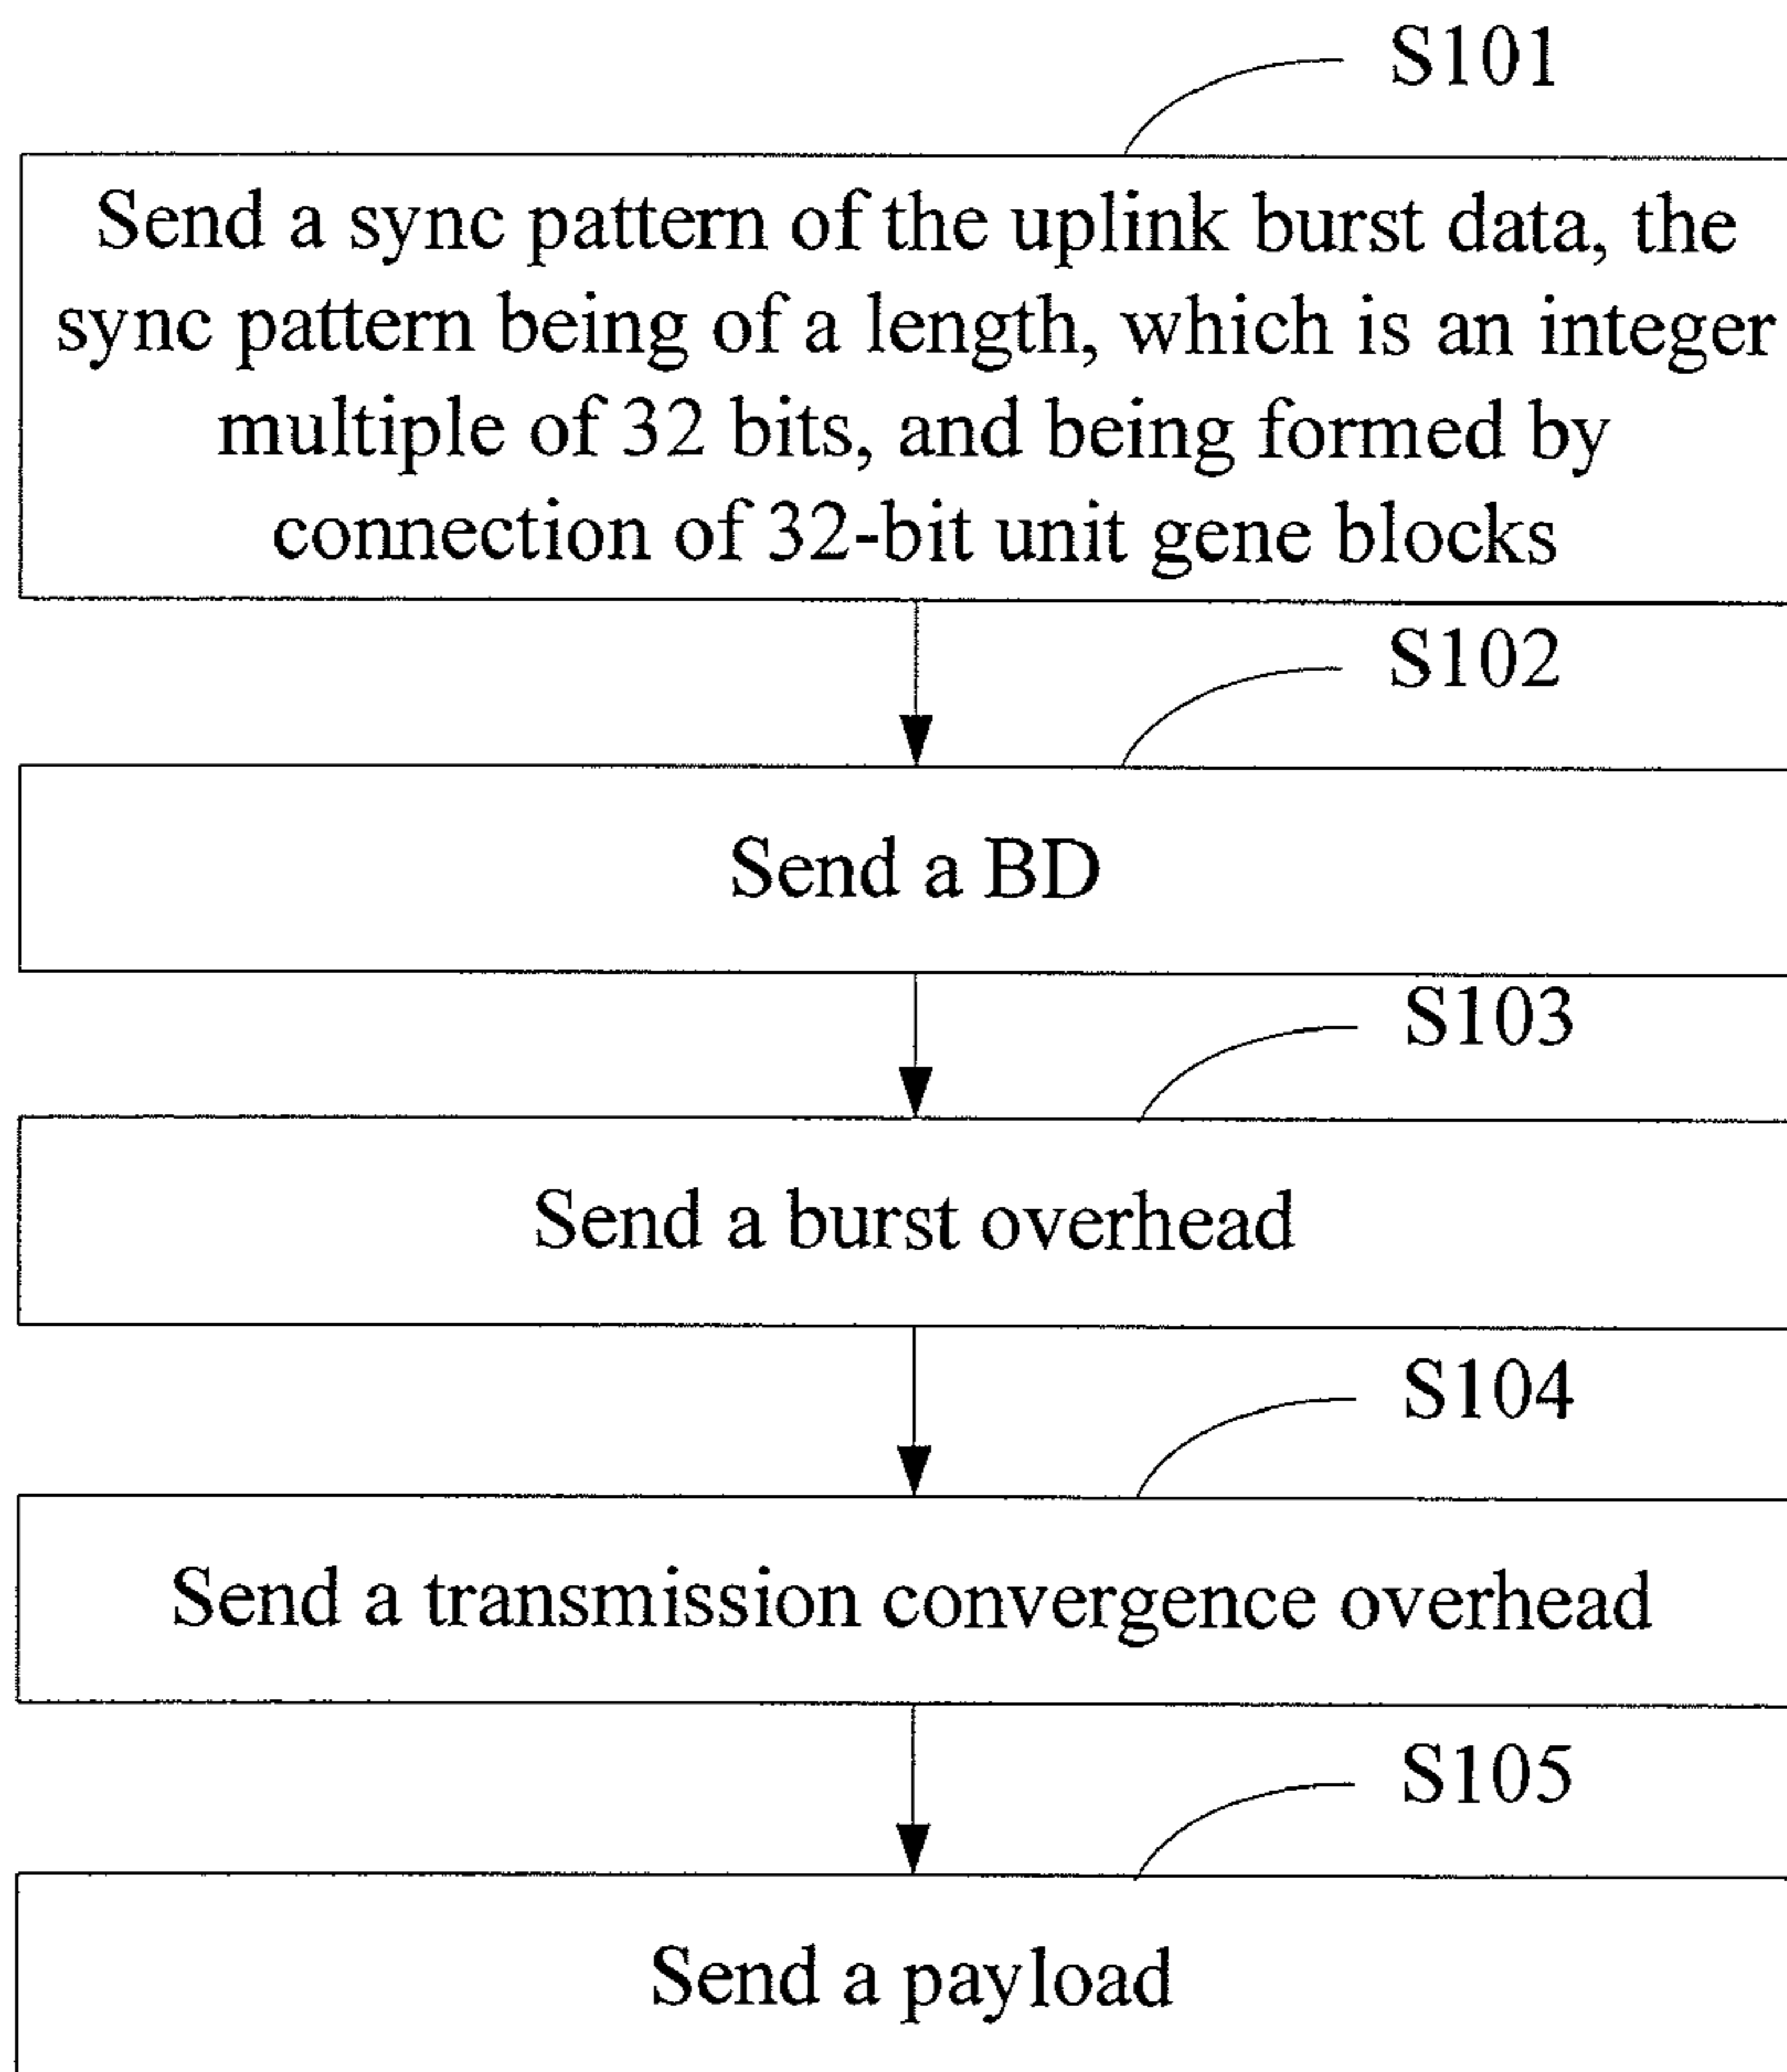 S101
Send a sync pattern of the uplink burst data, the
sync pattern being of a length, which is an integer
multiple of 32 bits, and being formed by
connection of 32-bit unit gene blocks
S102
Send a BD
S103
Send a burst overhead
S104
Send a transmission convergence overhead
S105
Send a payload